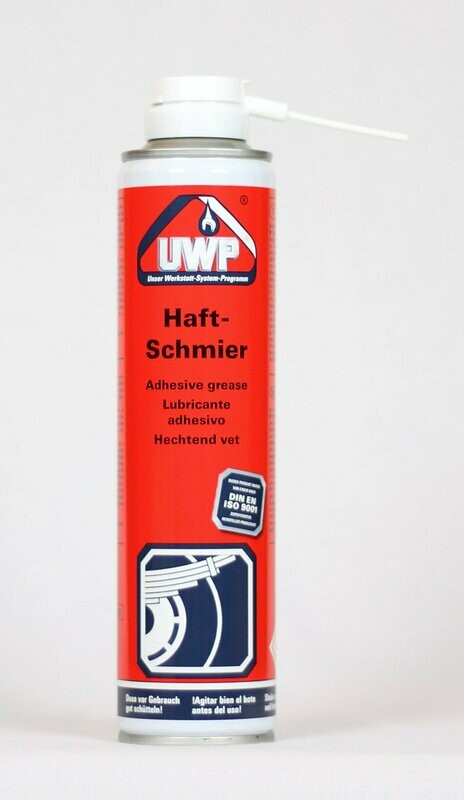 ®
UWP
Unser Werkstatt-System-Programm
Haft-
Schmier
Adhesive grease
Lubricante
adhesivo
Hechtend vet
DIN EN
ISO 9001
Dose vor Gebrauch
gut schütteln!
¡Agitar bien el bote
antes del uso!